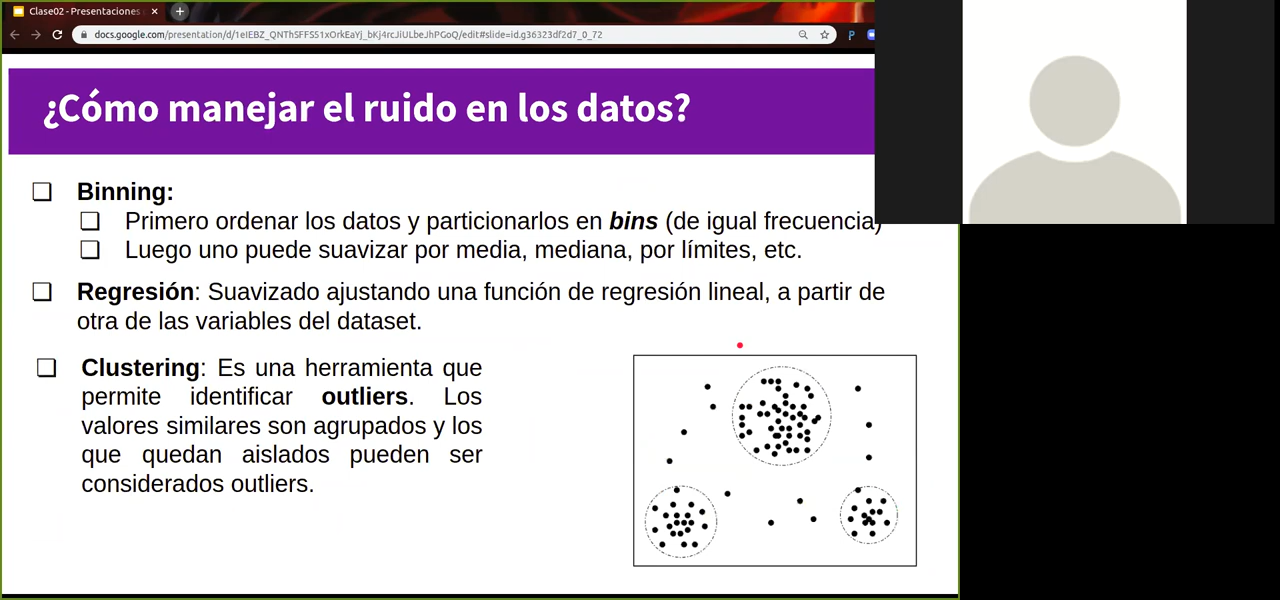 Clase02 - Presentaciones
docs.google.com/presentation/d/1eIEBZ_QNThSFFS51xOrkEaYj_bKj4rcJiULbeJhPGoQ/edit#slide=id.g36323df2d7_0_72
¿Cómo manejar el ruido en los datos?
Binning:
Primero ordenar los datos y particionarlos en bins (de igual frecuencia)
Luego uno puede suavizar por media, mediana, por límites, etc.
Regresión: Suavizado ajustando una función de regresión lineal, a partir de
otra de las variables del dataset.
Clustering: Es una herramienta que
permite identificar outliers. Los
valores similares son agrupados y los
que quedan aislados pueden ser
considerados outliers.